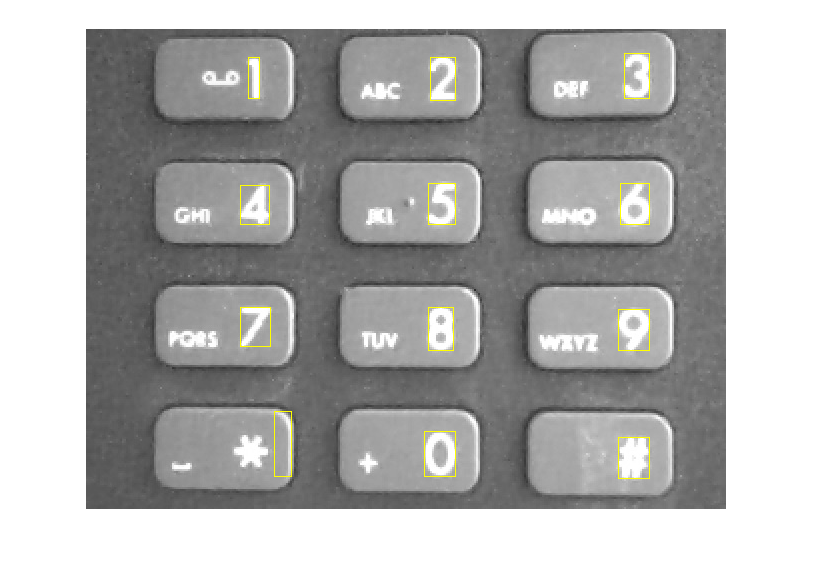 1 ABC 2 DEF 3
GHI 4 JKL 5 MNO 6
PQRS 7 TUV 8 WXYZ 9
* + 0 #